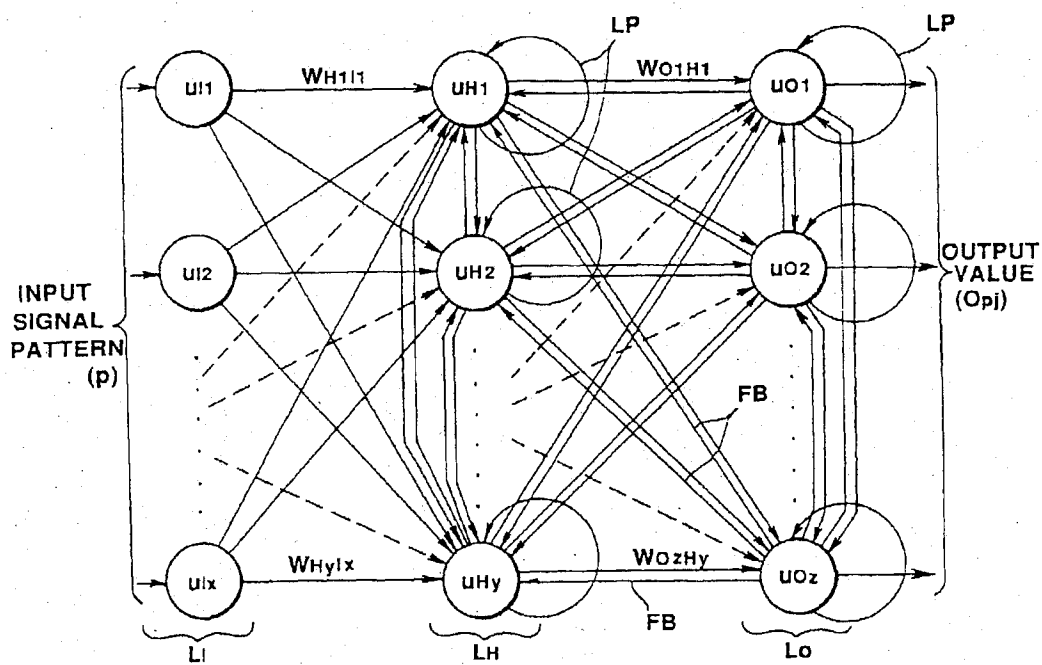 LP
LP
WH1I1
WO1H1
uI1
uH1
uO1
uI2
uH2
uO2
INPUT
SIGNAL
PATTERN
(p)
OUTPUT
VALUE
(Opj)
FB
WHyIx
WOzHy
uIx
uHy
uOz
FB
LI
LH
LO